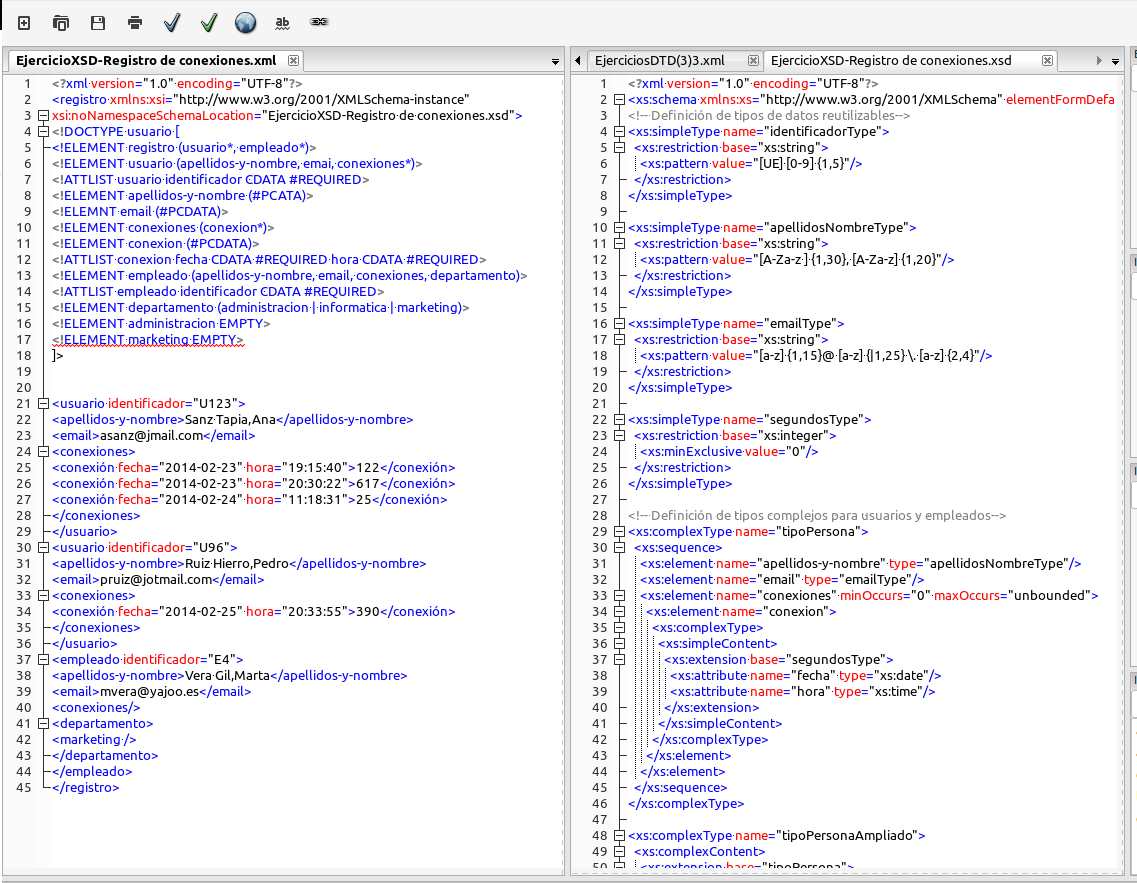 EjercicioXSD-Registro de conexiones.xml
1 <?xml version="1.0" encoding="UTF-8"?>
2 <registro xmlns:xsi="http://www.w3.org/2001/XMLSchema-instance"
3 xsi:noNamespaceSchemaLocation="EjercicioXSD-Registro de conexiones.xsd">
4 <!DOCTYPE usuario [
5 <!ELEMENT registro (usuario*, empleado*)>
6 <!ELEMENT usuario (apellidos-y-nombre, emai, conexiones*)>
7 <!ATTLIST usuario identificador CDATA #REQUIRED>
8 <!ELEMENT apellidos-y-nombre (#PCATA)>
9 <!ELEMNT email (#PCDATA)>
10 <!ELEMENT conexiones (conexion*)>
11 <!ELEMENT conexion (#PCDATA)>
12 <!ATTLIST conexion fecha CDATA #REQUIRED hora CDATA #REQUIRED>
13 <!ELEMENT empleado (apellidos-y-nombre, email, conexiones, departamento)>
14 <!ATTLIST empleado identificador CDATA #REQUIRED>
15 <!ELEMENT departamento (administracion | informatica | marketing)>
16 <!ELEMENT administracion EMPTY>
17 <!ELEMENT marketing EMPTY>
18 ]>
19
20
21 <usuario identificador="U123">
22 <apellidos-y-nombre>Sanz Tapia,Ana</apellidos-y-nombre>
23 <email>asanz@jmail.com</email>
24 <conexiones>
25 <conexión fecha="2014-02-23" hora="19:15:40">122</conexión>
26 <conexión fecha="2014-02-23" hora="20:30:22">617</conexión>
27 <conexión fecha="2014-02-24" hora="11:18:31">25</conexión>
28 </conexiones>
29 </usuario>
30 <usuario identificador="U96">
31 <apellidos-y-nombre>Ruiz Hierro,Pedro</apellidos-y-nombre>
32 <email>pruiz@jotmail.com</email>
33 <conexiones>
34 <conexión fecha="2014-02-25" hora="20:33:55">390</conexión>
35 </conexiones>
36 </usuario>
37 <empleado identificador="E4">
38 <apellidos-y-nombre>Vera Gil,Marta</apellidos-y-nombre>
39 <email>mvera@yajoo.es</email>
40 <conexiones/>
41 <departamento>
42 <marketing />
43 </departamento>
44 </empleado>
45 </registro>
EjerciciosDTD(3)3.xml
EjercicioXSD-Registro de conexiones.xsd
1 <?xml version="1.0" encoding="UTF-8"?>
2 <xs:schema xmlns:xs="http://www.w3.org/2001/XMLSchema" elementFormDefa
3 <!-- Definición de tipos de datos reutilizables-->
4 <xs:simpleType name="identificadorType">
5 <xs:restriction base="xs:string">
6 <xs:pattern value="[UE] [0-9] {1,5}"/>
7 </xs:restriction>
8 </xs:simpleType>
9
10 <xs:simpleType name="apellidosNombreType">
11 <xs:restriction base="xs:string">
12 <xs:pattern value="[A-Za-z ] {1,30}, [A-Za-z] {1,20}"/>
13 </xs:restriction>
14 </xs:simpleType>
15
16 <xs:simpleType name="emailType">
17 <xs:restriction base="xs:string">
18 <xs:pattern value="[a-z] {1,15}@ [a-z] {|1,25} \. [a-z] {2,4}"/>
19 </xs:restriction>
20 </xs:simpleType>
21
22 <xs:simpleType name="segundosType">
23 <xs:restriction base="xs:integer">
24 <xs:minExclusive value="0"/>
25 </xs:restriction>
26 </xs:simpleType>
27
28 <!-- Definición de tipos complejos para usuarios y empleados-->
29 <xs:complexType name="tipoPersona">
30 <xs:sequence>
31 <xs:element name="apellidos-y-nombre" type="apellidosNombreType"/>
32 <xs:element name="email" type="emailType"/>
33 <xs:element name="conexiones" minOccurs="0" maxOccurs="unbounded">
34 <xs:element name="conexion">
35 <xs:complexType>
36 <xs:simpleContent>
37 <xs:extension base="segundosType">
38 <xs:attribute name="fecha" type="xs:date"/>
39 <xs:attribute name="hora" type="xs:time"/>
40 </xs:extension>
41 </xs:simpleContent>
42 </xs:complexType>
43 </xs:element>
44 </xs:element>
45 </xs:sequence>
46 </xs:complexType>
47
48 <xs:complexType name="tipoPersonaAmpliado">
49 <xs:complexContent>
50 <xs:extension base="tipoPersona">